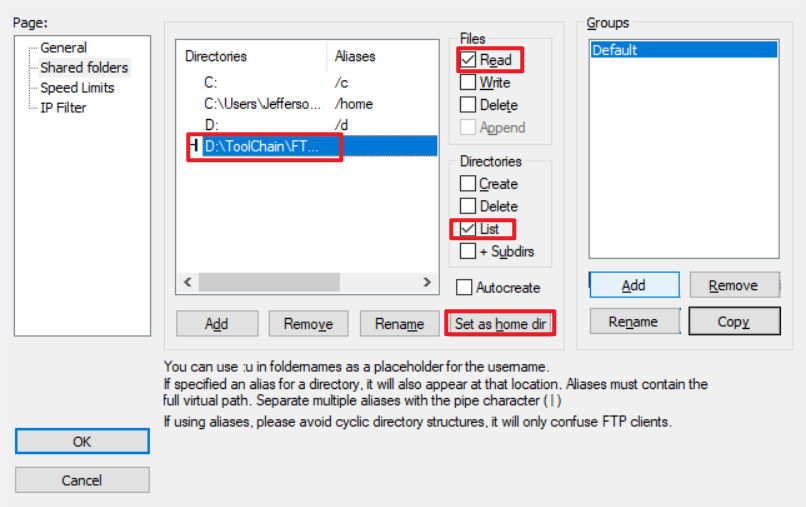 Page:
General
Shared folders
Speed Limits
IP Filter
Directories Aliases
C: /c
C:\Users\Jefferso... /home
D: /d
H D:\ToolChain\FT...
Files
Read
Write
Delete
Append
Directories
Create
Delete
List
+ Subdirs
Autocreate
Add Remove Rename Set as home dir
Groups
Default
Add Remove
Rename Copy
You can use :u in foldernames as a placeholder for the username.
If specified an alias for a directory, it will also appear at that location. Aliases must contain the
full virtual path. Separate multiple aliases with the pipe character ( | )
If using aliases, please avoid cyclic directory structures, it will only confuse FTP clients.
OK
Cancel